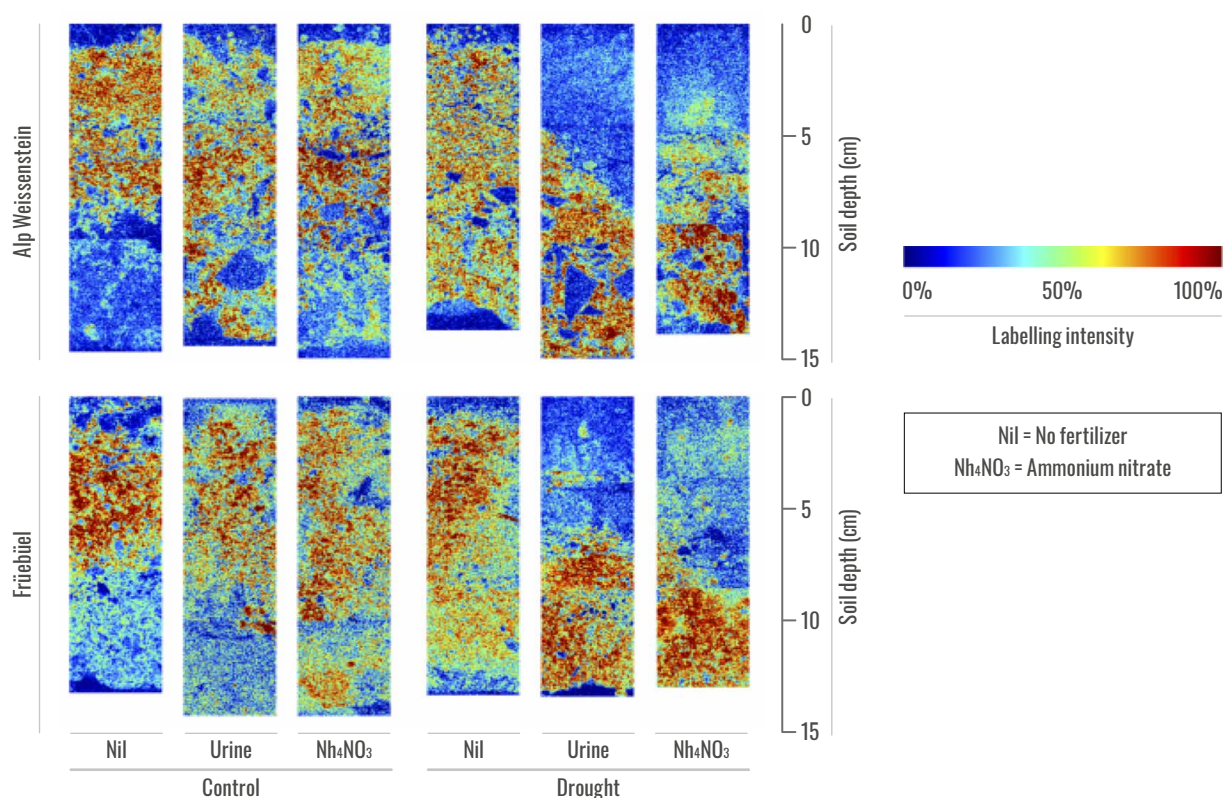 Alp Weissenstein
0
5
10
15
Soil depth (cm)
0% 50% 100%
Labelling intensity
Früebüel
0
5
10
15
Soil depth (cm)
Nil = No fertilizer
Nh₄NO₃ = Ammonium nitrate
Nil Urine Nh₄NO₃ Nil Urine Nh₄NO₃
Control Drought